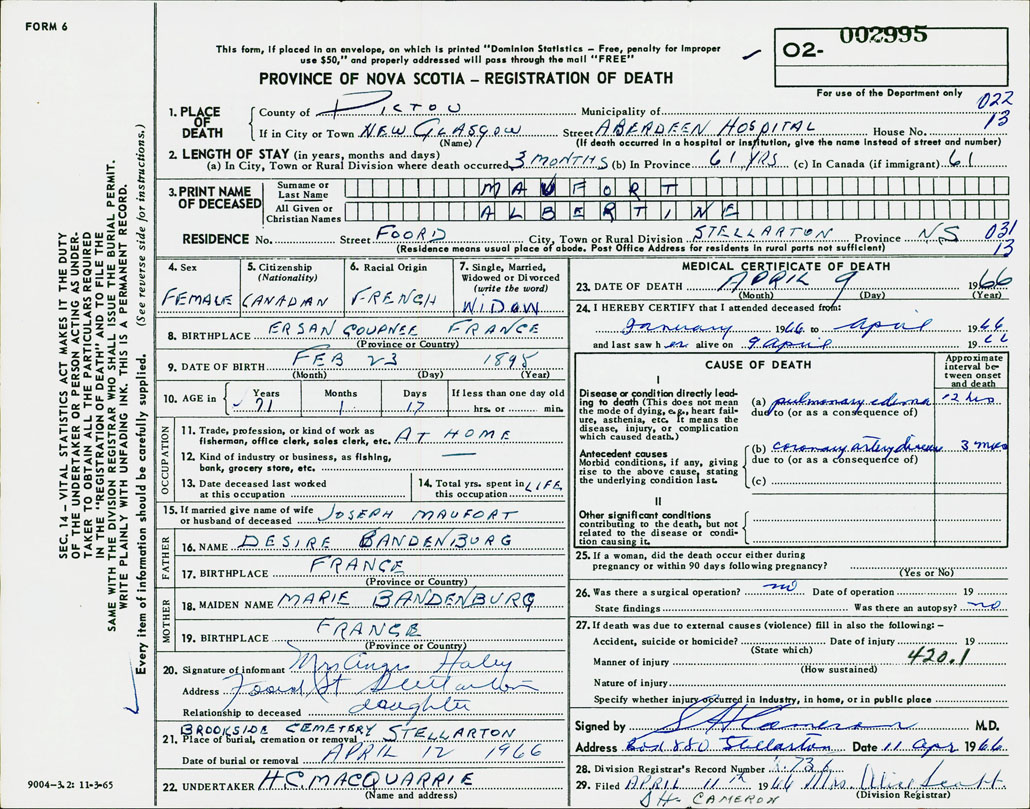 FORM 6
This form, if placed in an envelope, on which is printed "Dominion Statistics – Free, penalty for improper
use $50," and properly addressed will pass through the mail "FREE"
PROVINCE OF NOVA SCOTIA – REGISTRATION OF DEATH
O2- 002995
For use of the Department only
022
13
1. PLACE OF DEATH
County of PICTOU Municipality of
If in City or Town NEW GLASGOW Street ABERDEEN HOSPITAL House No.
(Name) (If death occurred in a hospital or institution, give the name instead of street and number)
2. LENGTH OF STAY (in years, months and days)
(a) In City, Town or Rural Division where death occurred 3 MONTHS (b) In Province 61 YRS (c) In Canada (if immigrant) 61
3. PRINT NAME OF DECEASED
Surname or Last Name MAUFORT
All Given or Christian Names ALBERTINE
RESIDENCE No. Street FOORD City, Town or Rural Division STELLARTON Province NS
(Residence means usual place of abode. Post Office Address for residents in rural parts not sufficient)
031
13
4. Sex FEMALE
5. Citizenship (Nationality) CANADIAN
6. Racial Origin FRENCH
7. Single, Married, Widowed or Divorced (write the word) WIDOW
8. BIRTHPLACE ERSAN COUPNEE FRANCE
(Province or Country)
9. DATE OF BIRTH FEB 23 1895
(Month) (Day) (Year)
10. AGE in Years 71 Months 1 Days 17 If less than one day old hrs. or min.
OCCUPATION
11. Trade, profession, or kind of work as
fisherman, office clerk, sales clerk, etc. AT HOME
12. Kind of industry or business, as fishing,
bank, grocery store, etc.
13. Date deceased last worked
at this occupation
14. Total yrs. spent in
this occupation LIFE
15. If married give name of wife
or husband of deceased JOSEPH MAUFORT
FATHER
16. NAME DESIRE BANDENBURG
17. BIRTHPLACE FRANCE
(Province or Country)
MOTHER
18. MAIDEN NAME MARIE BANDENBURG
19. BIRTHPLACE FRANCE
(Province or Country)
20. Signature of informant Mrs Angus Haley
Address Foord St Stellarton
Relationship to deceased daughter
BROOKSIDE CEMETERY STELLARTON
21. Place of burial, cremation or removal
Date of burial or removal APRIL 12 1966
22. UNDERTAKER H.C. MACQUARRIE
(Name and address)
MEDICAL CERTIFICATE OF DEATH
23. DATE OF DEATH APRIL 9 1966
(Month) (Day) (Year)
24. I HEREBY CERTIFY that I attended deceased from:
January 1966 to April 1966
and last saw her alive on 9 April 1966
CAUSE OF DEATH
Approximate interval between onset and death
I
Disease or condition directly leading
to death (This does not mean
the mode of dying, e.g., heart failure,
asthenia, etc. It means the
disease, injury, or complication
which caused death.)
(a) pulmonary edema 12 hrs
due to (or as a consequence of)
Antecedent causes
Morbid conditions, if any, giving
rise to the above cause, stating
the underlying condition last.
(b) coronary artery disease 3 mos
due to (or as a consequence of)
(c)
II
Other significant conditions
contributing to the death, but not
related to the disease or condition
causing it.
25. If a woman, did the death occur either during
pregnancy or within 90 days following pregnancy?
(Yes or No)
26. Was there a surgical operation? no Date of operation 19
State findings Was there an autopsy? no
27. If death was due to external causes (violence) fill in also the following: –
Accident, suicide or homicide? Date of injury 19
(State which)
Manner of injury 420.1
(How sustained)
Nature of injury
Specify whether injury occurred in industry, in home, or in public place
Signed by S H Cameron M.D.
Address Box 880 Stellarton Date 11 Apr 1966
28. Division Registrar's Record Number 736
29. Filed APRIL 11th 1966 Mrs. Alice Scott
(Division Registrar)
SH. CAMERON
SEC. 14 – VITAL STATISTICS ACT MAKES IT THE DUTY
OF THE UNDERTAKER OR PERSON ACTING AS UNDERTAKER
TO OBTAIN ALL THE PARTICULARS REQUIRED
IN THE "REGISTRATION OF DEATH" AND TO FILE THE
SAME WITH THE DIVISION REGISTRAR WHO SHALL ISSUE THE BURIAL PERMIT.
WRITE PLAINLY WITH UNFADING INK. THIS IS A PERMANENT RECORD.
Every item of information should be carefully supplied. (See reverse side for instructions.)
9004-3.2: 11-3-65